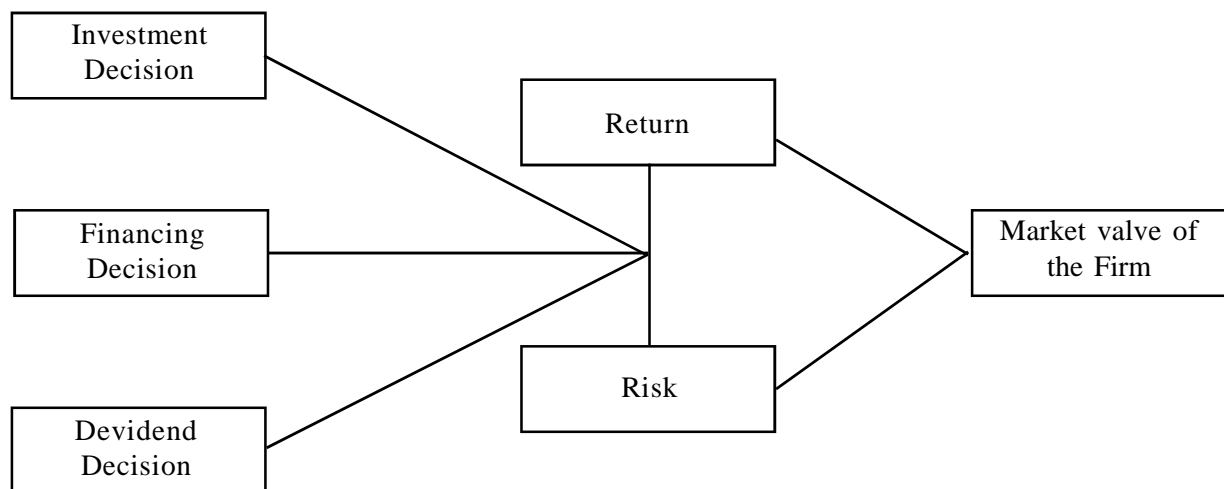 Investment
Decision
Return
Financing
Decision
Market valve of
the Firm
Risk
Devidend
Decision